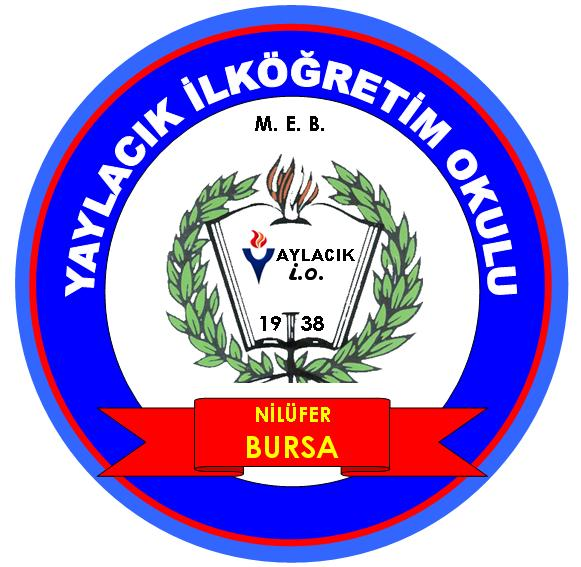 YAYLACIK İLKÖĞRETİM OKULU
M. E. B.
YAYLACIK
i.o.
19 38
NİLÜFER
BURSA